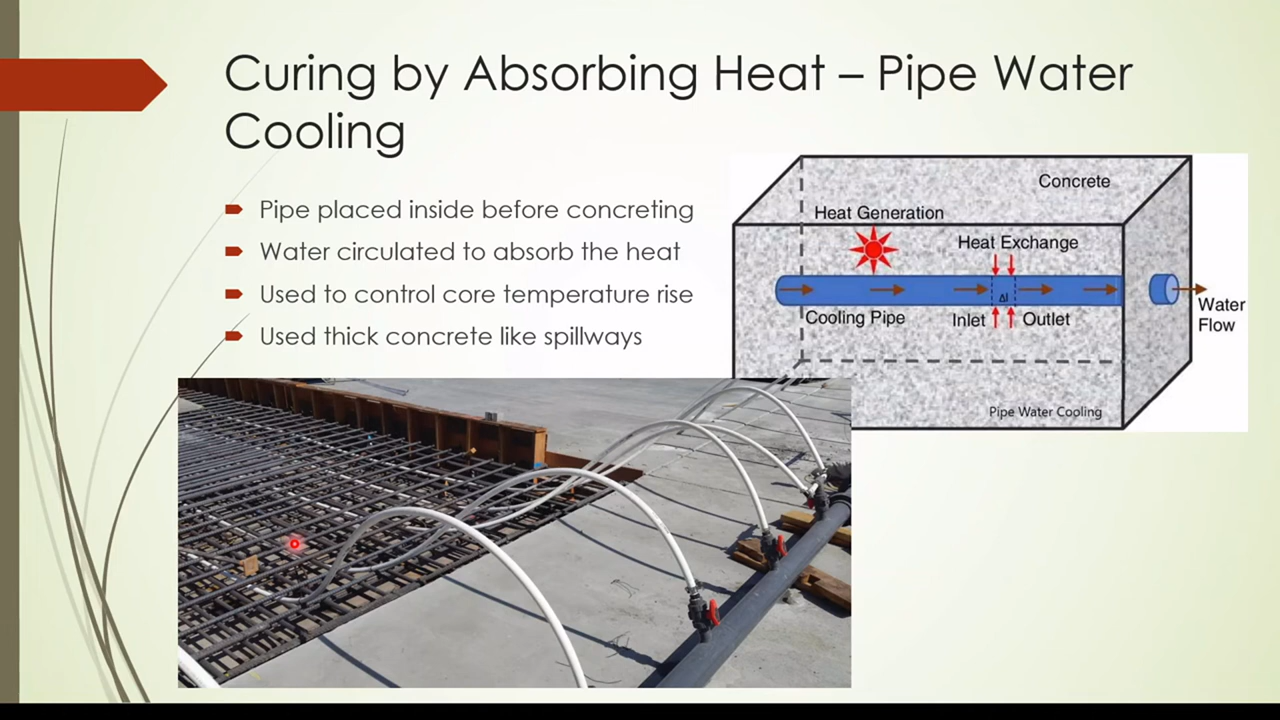 Curing by Absorbing Heat – Pipe Water
Cooling
Pipe placed inside before concreting
Water circulated to absorb the heat
Used to control core temperature rise
Used thick concrete like spillways
Concrete
Heat Generation
Heat Exchange
Δl
Cooling Pipe
Inlet
Outlet
Water
Flow
Pipe Water Cooling